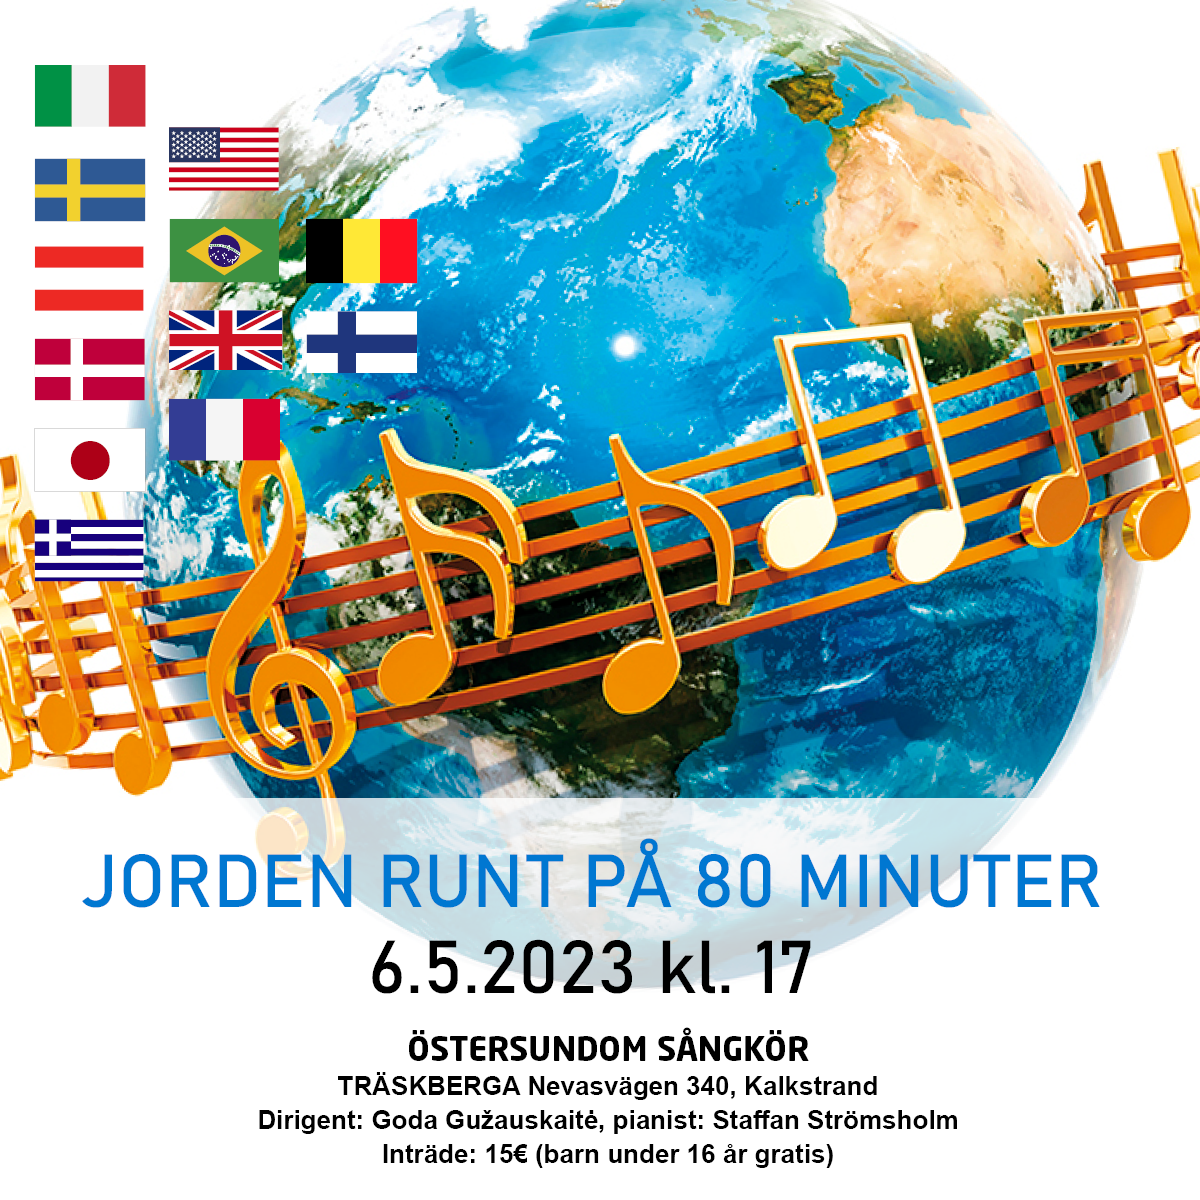 JORDEN RUNT PÅ 80 MINUTER
6.5.2023 kl. 17
ÖSTERSUNDOM SÅNGKÖR
TRÄSKBERGA Nevasvägen 340, Kalkstrand
Dirigent: Goda Gužauskaitė, pianist: Staffan Strömsholm
Inträde: 15€ (barn under 16 år gratis)